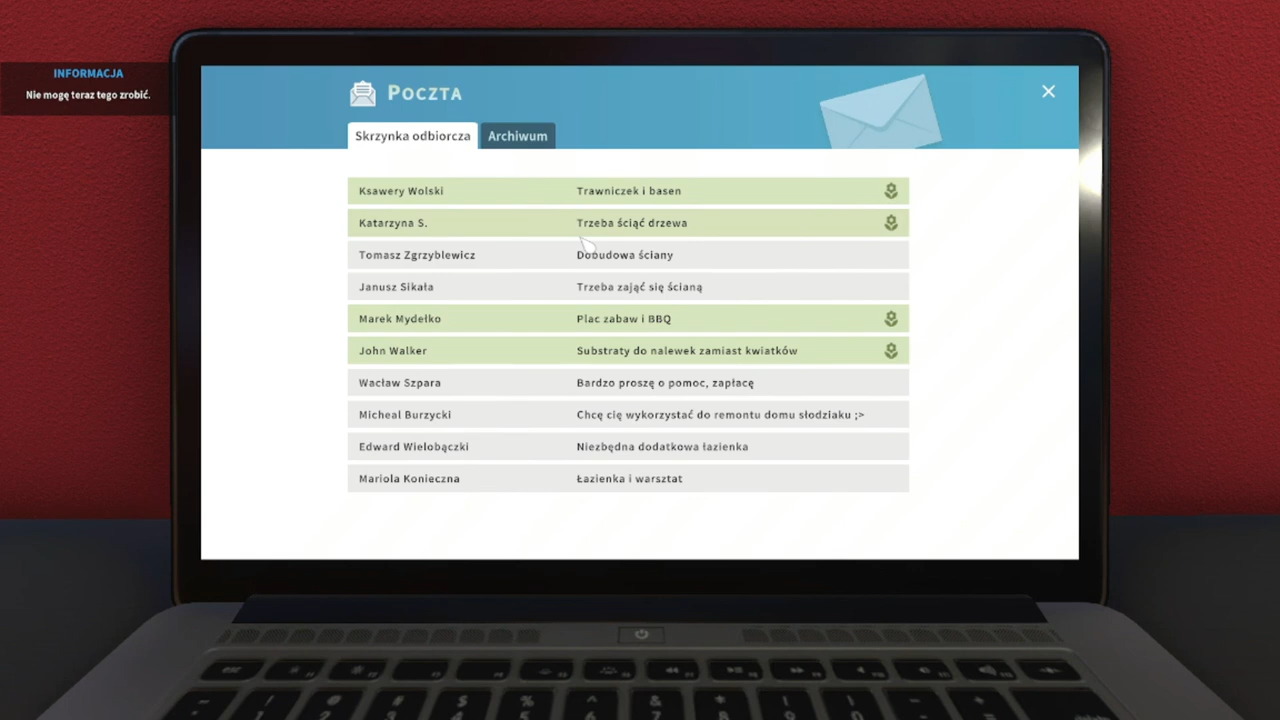 INFORMACJA
Nie mogę teraz tego zrobić.
Poczta
Skrzynka odbiorcza Archiwum
Ksawery Wolski Trawniczek i basen
Katarzyna S. Trzeba ściąć drzewa
Tomasz Zgrzyblewicz Dobudowa ściany
Janusz Sikała Trzeba zająć się ścianą
Marek Mydełko Plac zabaw i BBQ
John Walker Substraty do nalewek zamiast kwiatków
Wacław Szpara Bardzo proszę o pomoc, zapłacę
Micheal Burzycki Chcę cię wykorzystać do remontu domu słodziaku ;>
Edward Wielobączki Niezbędna dodatkowa łazienka
Mariola Konieczna Łazienka i warsztat